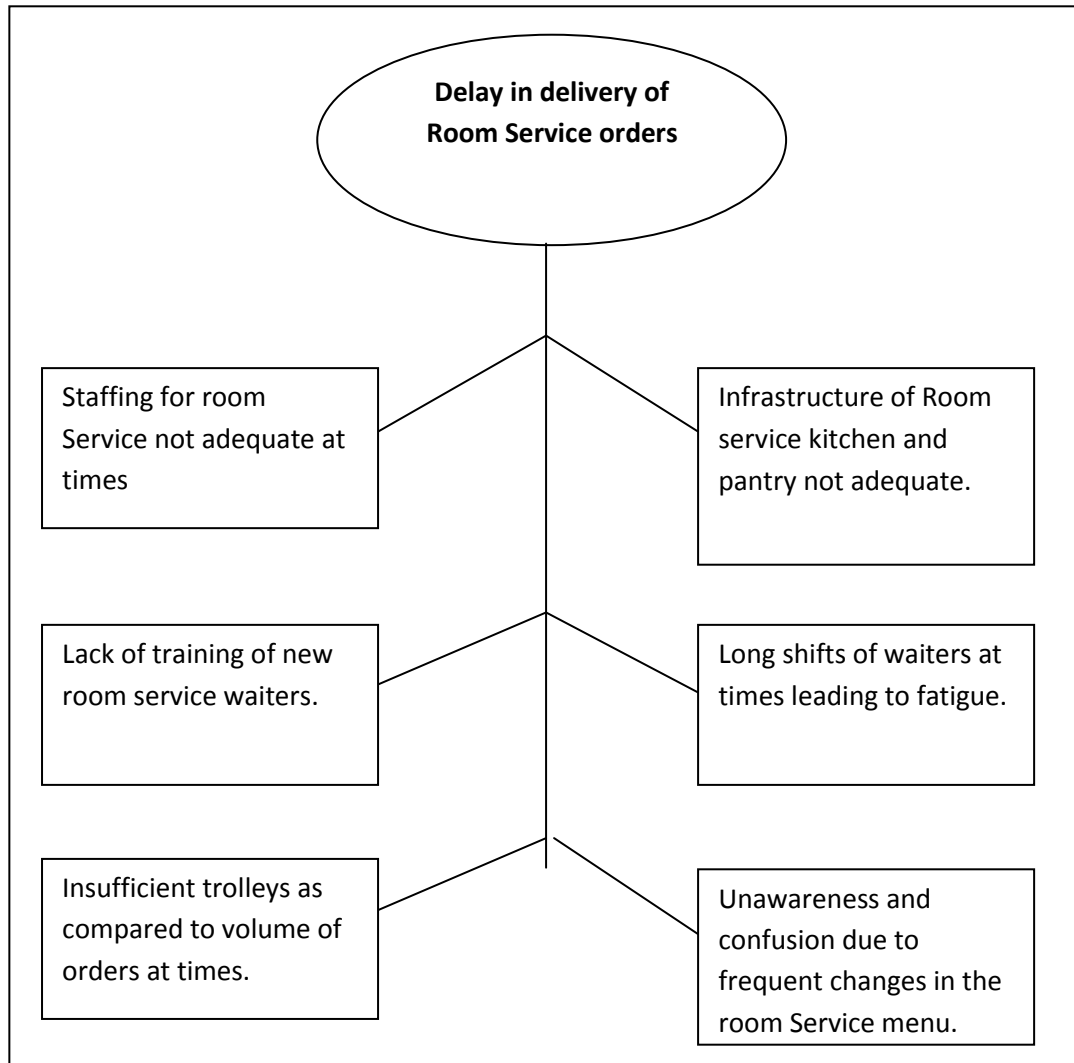 Delay in delivery of
Room Service orders
Staffing for room
Service not adequate at
times
Infrastructure of Room
service kitchen and
pantry not adequate.
Lack of training of new
room service waiters.
Long shifts of waiters at
times leading to fatigue.
Insufficient trolleys as
compared to volume of
orders at times.
Unawareness and
confusion due to
frequent changes in the
room Service menu.